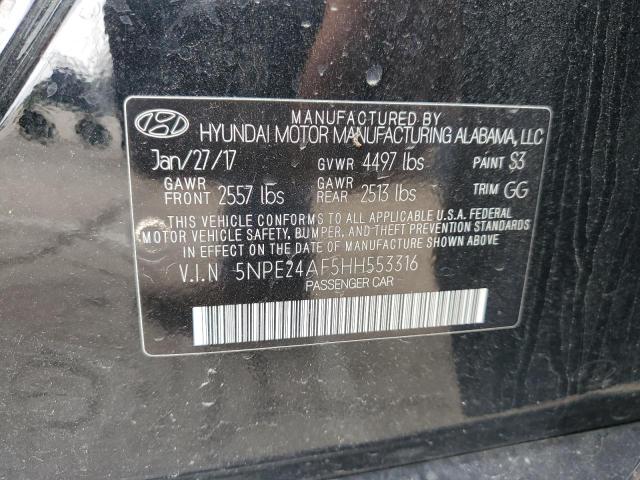 MANUFACTURED BY
HYUNDAI MOTOR MANUFACTURING ALABAMA, LLC
Jan/27/17 GVWR 4497 lbs PAINT S3
GAWR FRONT 2557 lbs GAWR REAR 2513 lbs TRIM GG
THIS VEHICLE CONFORMS TO ALL APPLICABLE U.S.A. FEDERAL
MOTOR VEHICLE SAFETY, BUMPER, AND THEFT PREVENTION STANDARDS
IN EFFECT ON THE DATE OF MANUFACTURE SHOWN ABOVE.
V.I.N 5NPE24AF5HH553316
PASSENGER CAR